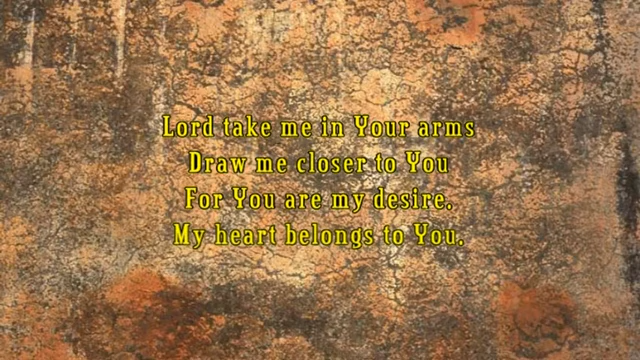 Lord take me in Your arms
Draw me closer to You
For You are my desire.
My heart belongs to You.